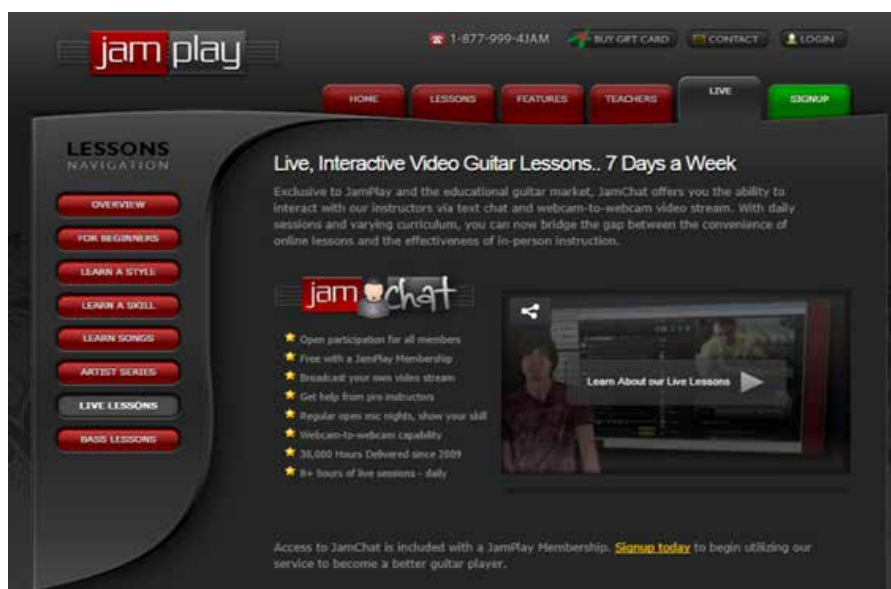 jam play
1-877-999-4JAM
BUY GIFT CARD
CONTACT
LOGIN
HOME
LESSONS
FEATURES
TEACHERS
LIVE
SIGNUP
LESSONS
NAVIGATION
OVERVIEW
FOR BEGINNERS
LEARN A STYLE
LEARN A SKILL
LEARN SONGS
ARTIST SERIES
LIVE LESSONS
BASS LESSONS
Live, Interactive Video Guitar Lessons.. 7 Days a Week
Exclusive to JamPlay and the educational guitar market, JamChat offers you the ability to
interact with our instructors via text chat and webcam-to-webcam video stream. With daily
sessions and varying curriculum, you can now bridge the gap between the convenience of
online lessons and the effectiveness of in-person instruction.
jam chat
Open participation for all members
Free with a JamPlay Membership
Broadcast your own video stream
Get help from pro instructors
Regular open mic nights, show your skill
Webcam-to-webcam capability
30,000 Hours Delivered since 2009
8+ hours of live sessions - daily
Learn About our Live Lessons
Access to JamChat is included with a JamPlay Membership. Signup today to begin utilizing our
service to become a better guitar player.